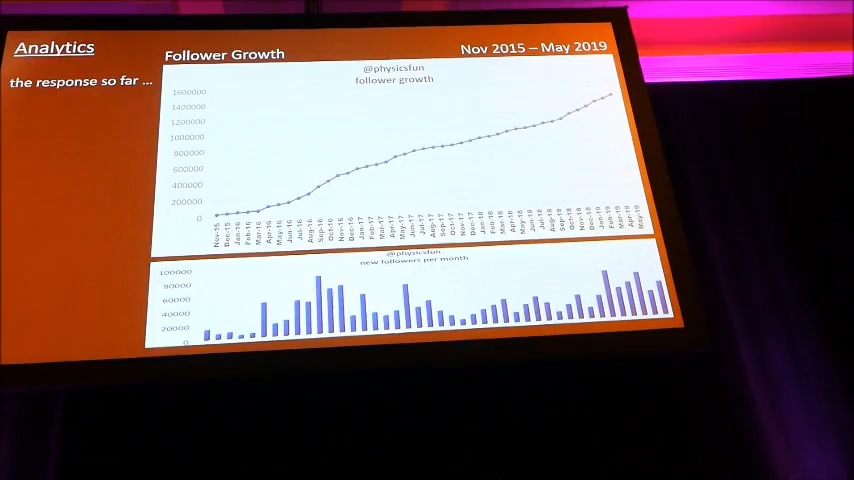 Analytics
the response so far ...
Follower Growth
Nov 2015 – May 2019
@physicsfun
follower growth
1600000
1400000
1200000
1000000
800000
600000
400000
200000
0
Nov-15 Dec-15 Jan-16 Feb-16 Mar-16 Apr-16 May-16 Jun-16 Jul-16 Aug-16 Sep-16 Oct-16 Nov-16 Dec-16 Jan-17 Feb-17 Mar-17 Apr-17 May-17 Jun-17 Jul-17 Aug-17 Sep-17 Oct-17 Nov-17 Dec-17 Jan-18 Feb-18 Mar-18 Apr-18 May-18 Jun-18 Jul-18 Aug-18 Sep-18 Oct-18 Nov-18 Dec-18 Jan-19 Feb-19 Mar-19 Apr-19 May-19
@physicsfun
new followers per month
100000
80000
60000
40000
20000
0